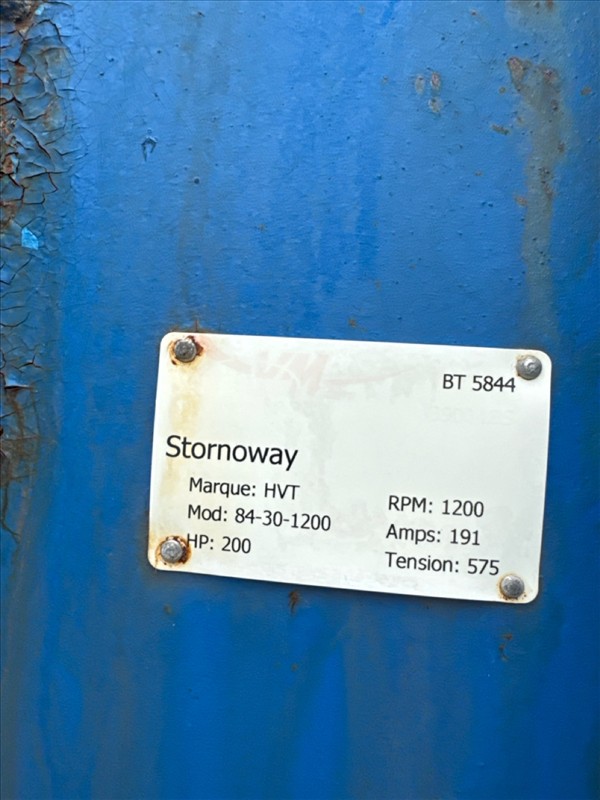 BT 5844
Stornoway
Marque: HVT
Mod: 84-30-1200
HP: 200
RPM: 1200
Amps: 191
Tension: 575